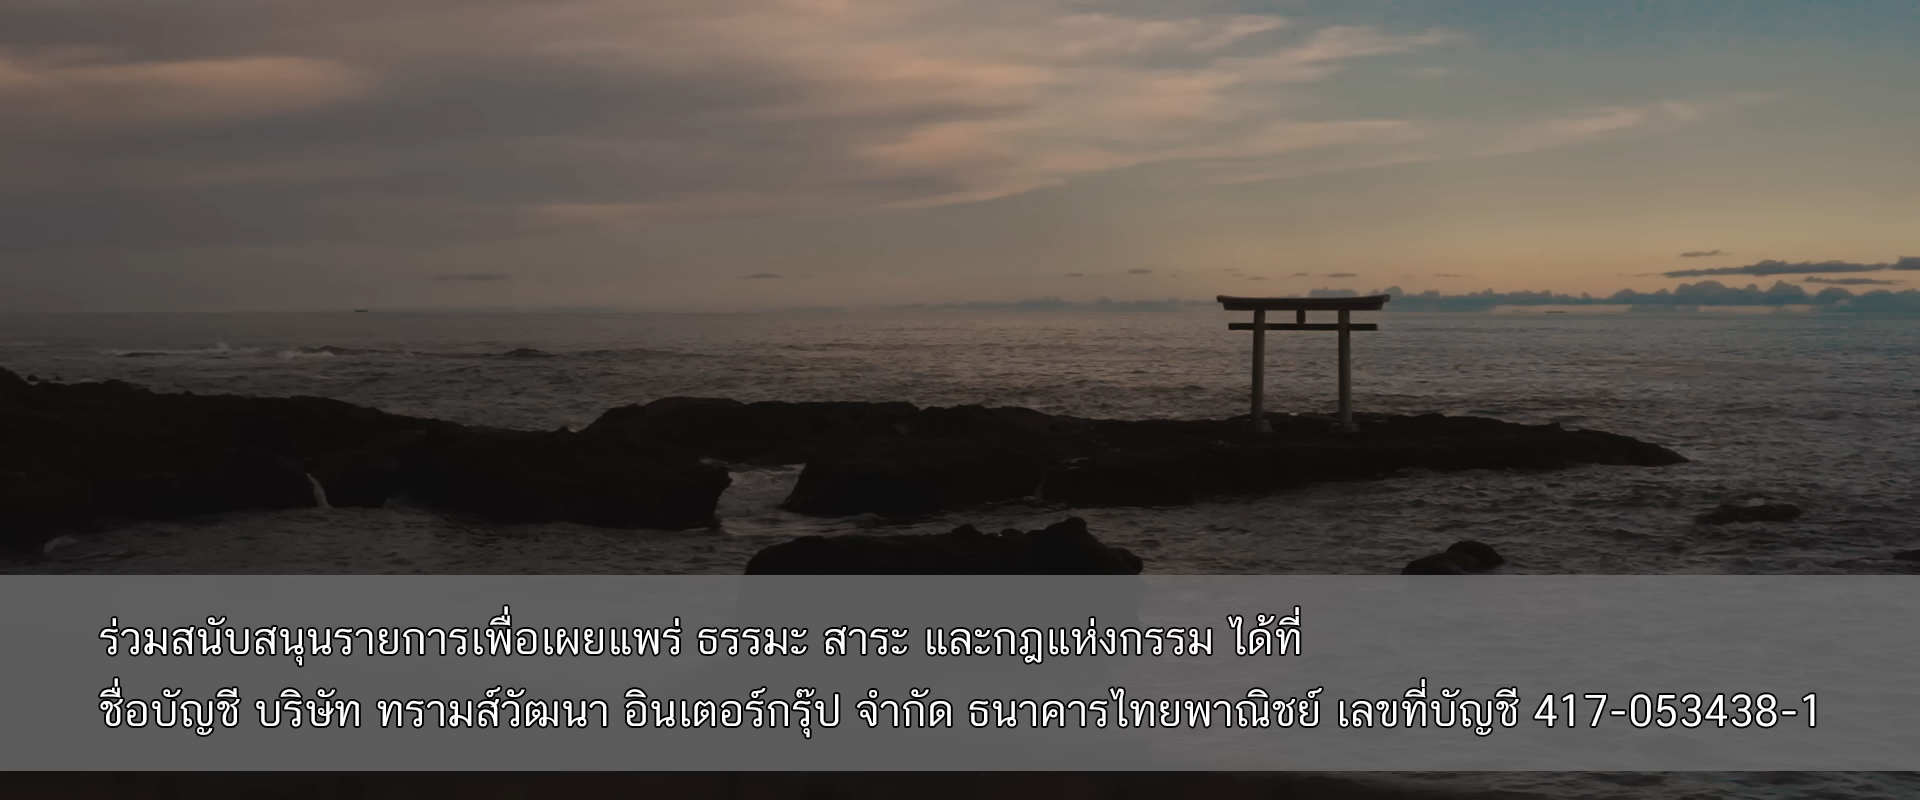 ร่วมสนับสนุนรายการเพื่อเผยแพร่ ธรรมะ สาระ และกฎแห่งกรรม ได้ที่
ชื่อบัญชี บริษัท ทรามส์วัฒนา อินเตอร์กรุ๊ป จำกัด ธนาคารไทยพาณิชย์ เลขที่บัญชี 417-053438-1